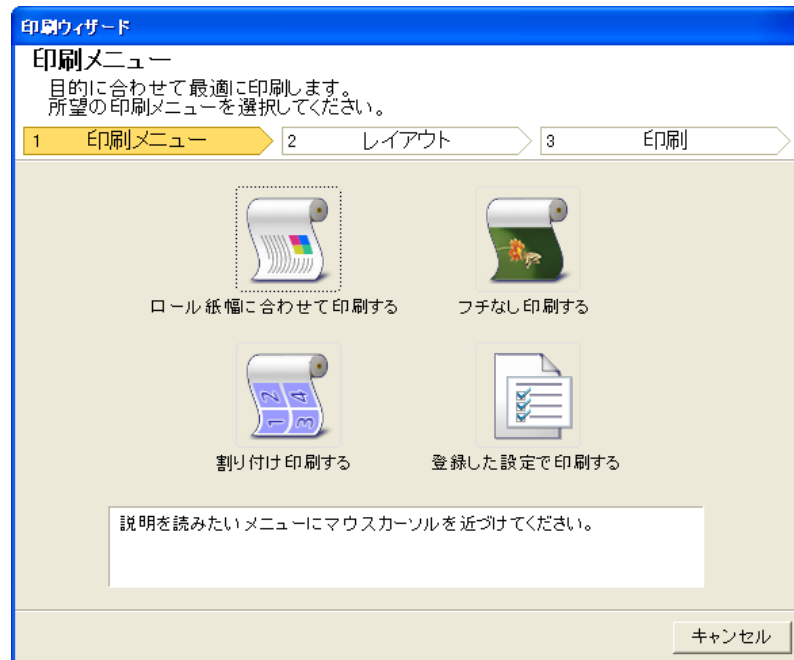 印刷ウィザード
印刷メニュー
目的に合わせて最適に印刷します。
所望の印刷メニューを選択してください。
1 印刷メニュー 2 レイアウト 3 印刷
ロール紙幅に合わせて印刷する フチなし印刷する
1 2 3 4
割り付け印刷する 登録した設定で印刷する
説明を読みたいメニューにマウスカーソルを近づけてください。
キャンセル